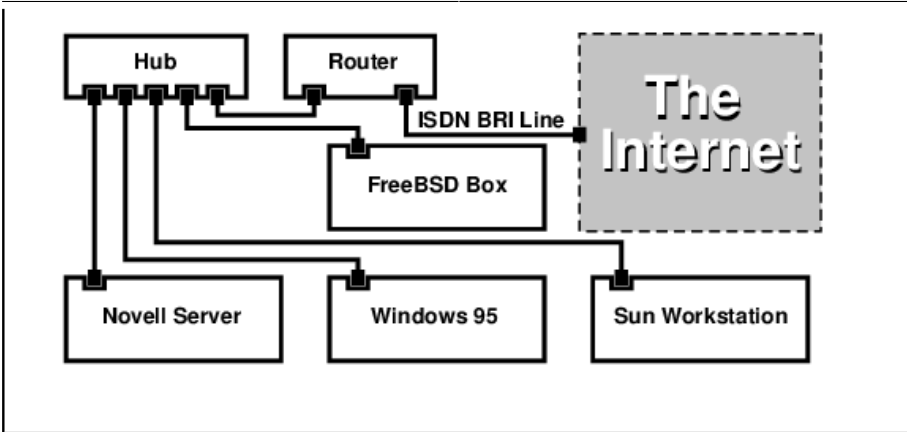 Hub
Router
The
Internet
ISDN BRI Line
FreeBSD Box
Novell Server
Windows 95
Sun Workstation